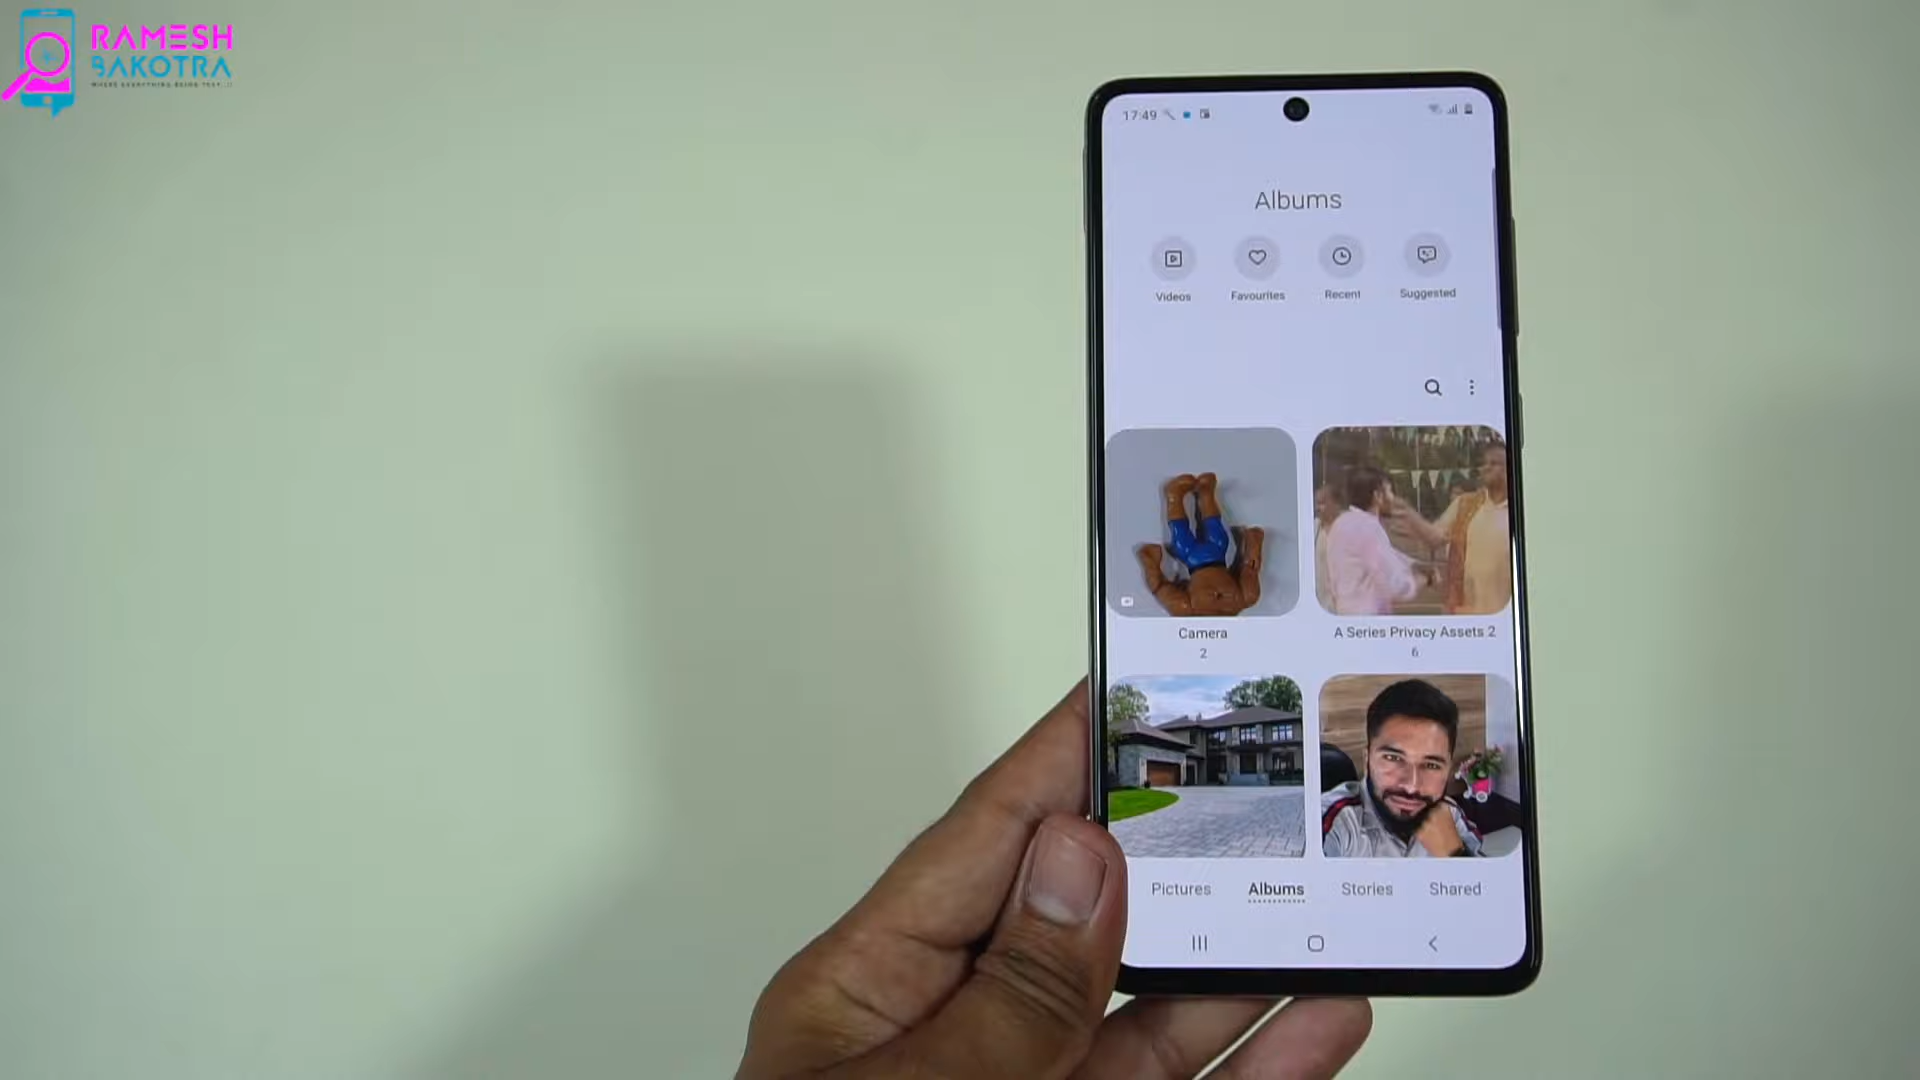 RAMESH
BAKOTRA
17:49
Albums
Videos Favourites Recent Suggested
Camera
2
A Series Privacy Assets 2
6
Pictures Albums Stories Shared